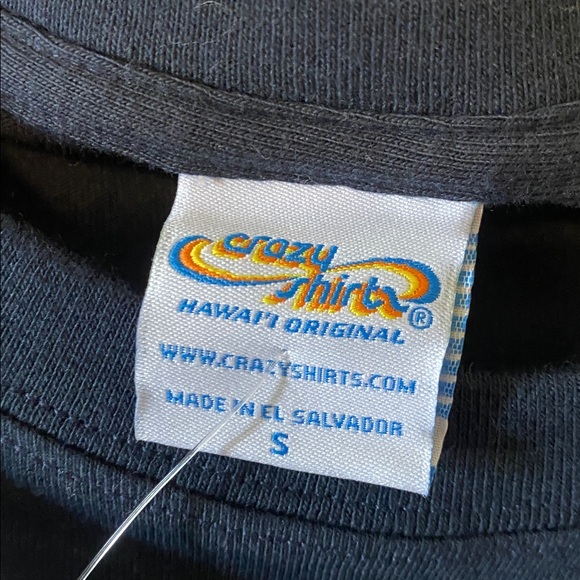 crazy
shirts®
HAWAI'I ORIGINAL
WWW.CRAZYSHIRTS.COM
MADE IN EL SALVADOR
S